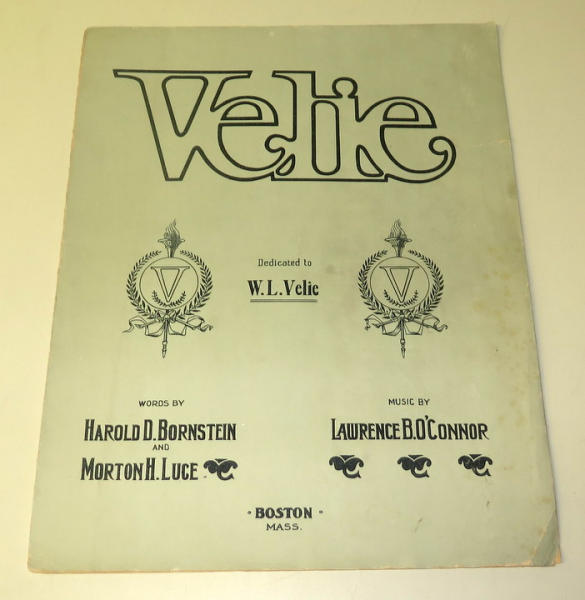 Velie
V
Dedicated to
W. L. Velie
V
WORDS BY
HAROLD D. BORNSTEIN
AND
MORTON H. LUCE
MUSIC BY
LAWRENCE B. O'CONNOR
• BOSTON •
MASS.